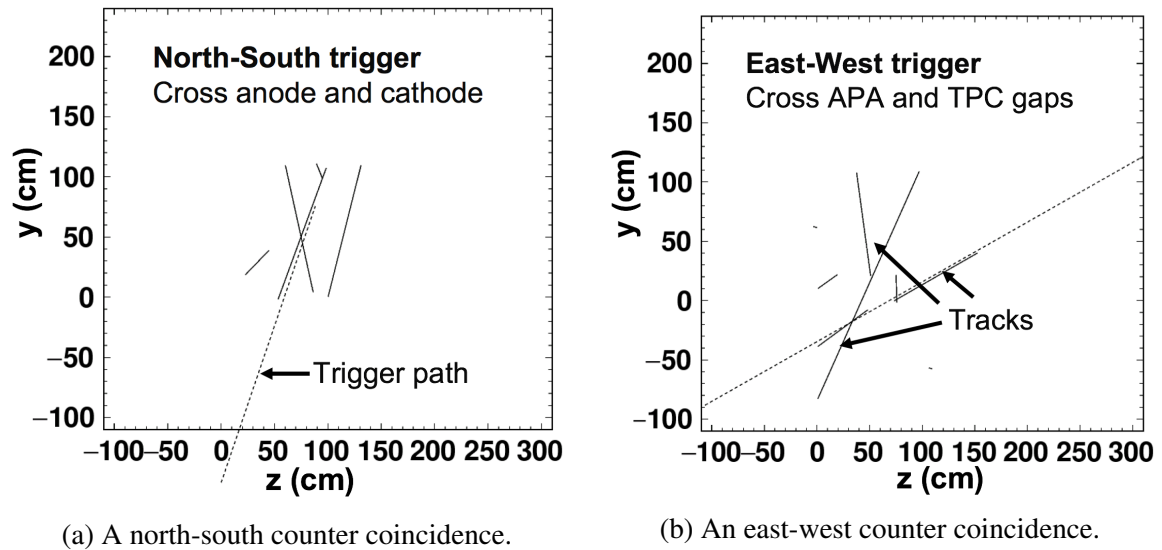 North-South trigger
Cross anode and cathode
200
150
100
50
0
−50
−100
y (cm)
Trigger path
−100
−50
0
50
100
150
200
250
300
z (cm)
(a) A north-south counter coincidence.
East-West trigger
Cross APA and TPC gaps
200
150
100
50
0
−50
−100
y (cm)
Tracks
−100
−50
0
50
100
150
200
250
300
z (cm)
(b) An east-west counter coincidence.